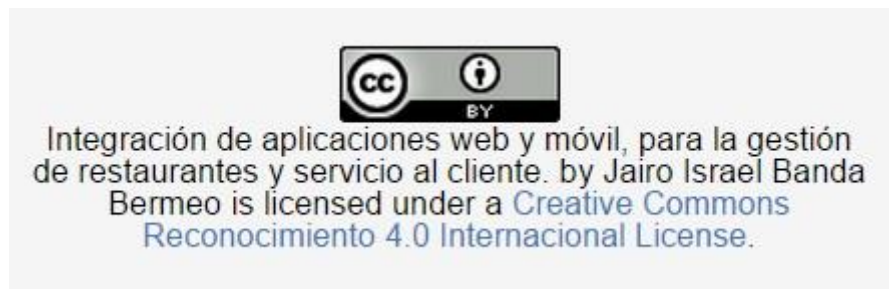 cc
BY
Integración de aplicaciones web y móvil, para la gestión
de restaurantes y servicio al cliente. by Jairo Israel Banda
Bermeo is licensed under a Creative Commons
Reconocimiento 4.0 Internacional License.